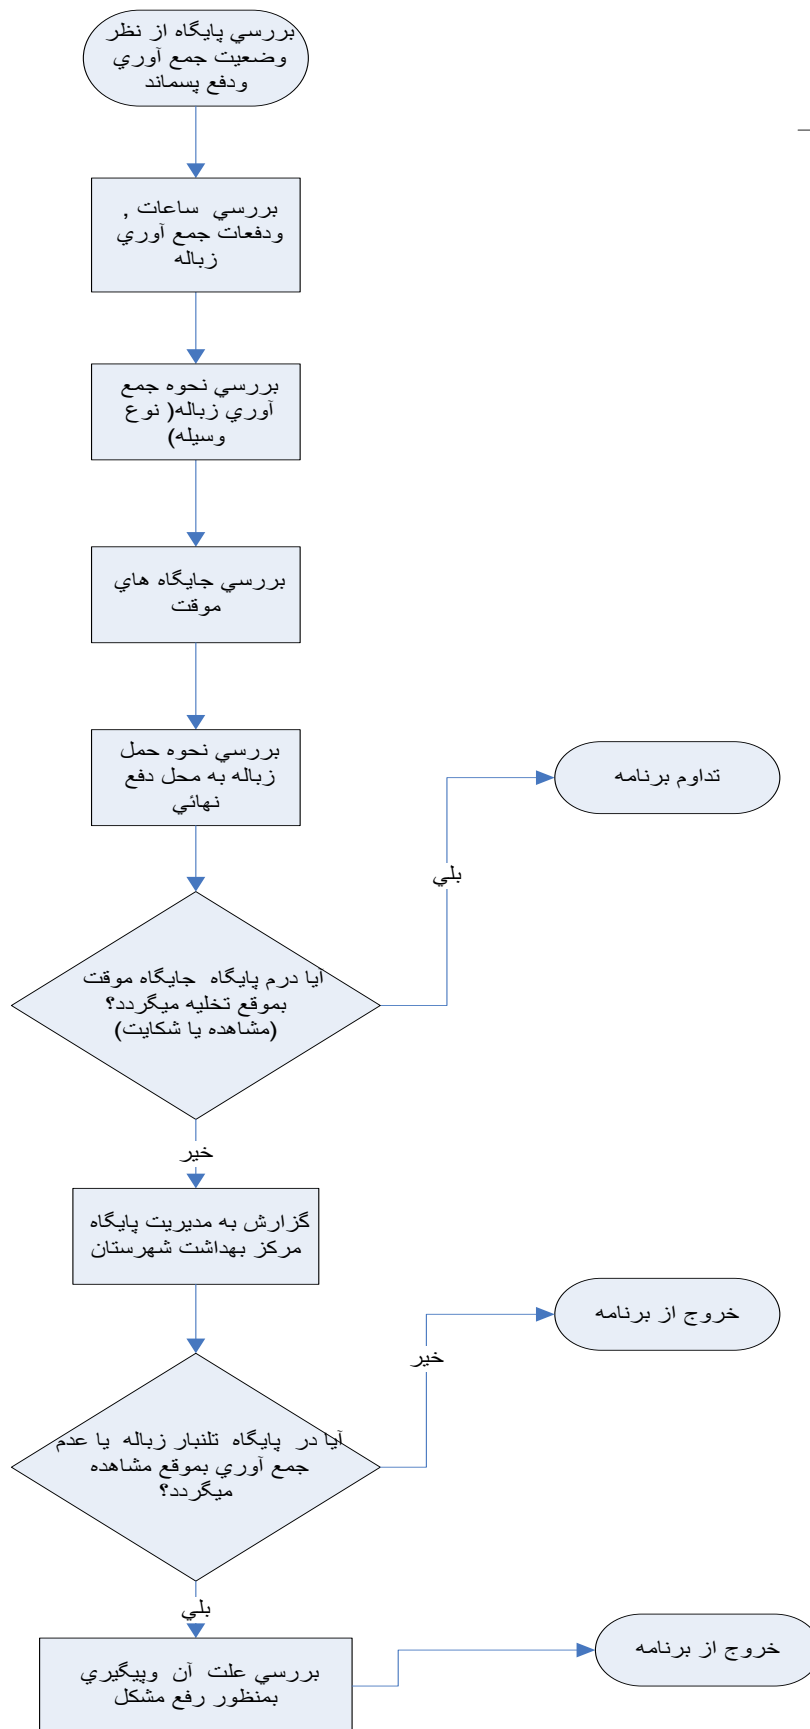 بررسي پايگاه از نظر
وضعيت جمع آوري
ودفع پسماند
بررسي ساعات ,
ودفعات جمع آوري
زباله
بررسي نحوه جمع
آوري زباله( نوع
وسيله)
بررسي جايگاه هاي
موقت
بررسي نحوه حمل
زباله به محل دفع
نهائي
تداوم برنامه
بلي
ايا درم پايگاه جايگاه موقت
بموقع تخليه ميگردد؟
(مشاهده يا شكايت)
خير
گزارش به مديريت پايگاه
مركز بهداشت شهرستان
خروج از برنامه
خير
آيا در پايگاه تلنبار زباله يا عدم
جمع آوري بموقع مشاهده
ميگردد؟
بلي
بررسي علت آن وپيگيري
بمنظور رفع مشكل
خروج از برنامه